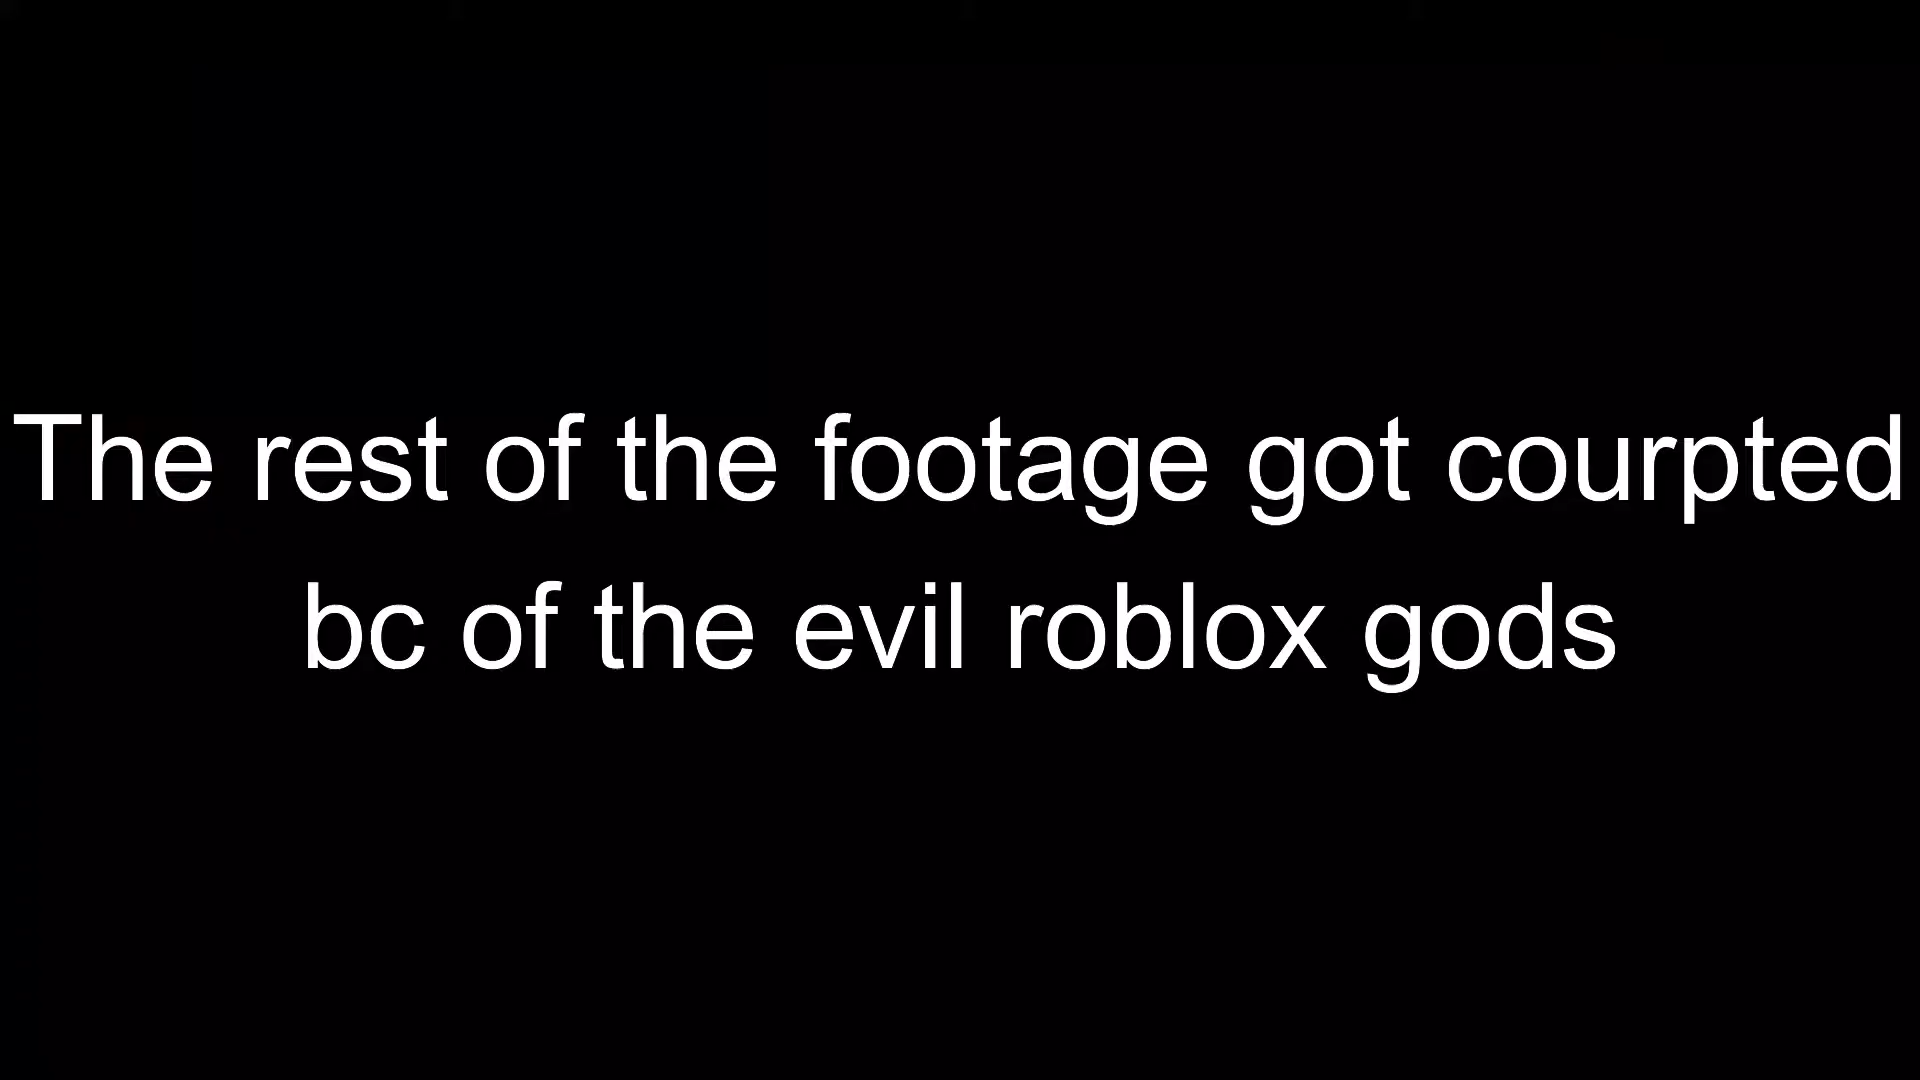 The rest of the footage got courpted
bc of the evil roblox gods